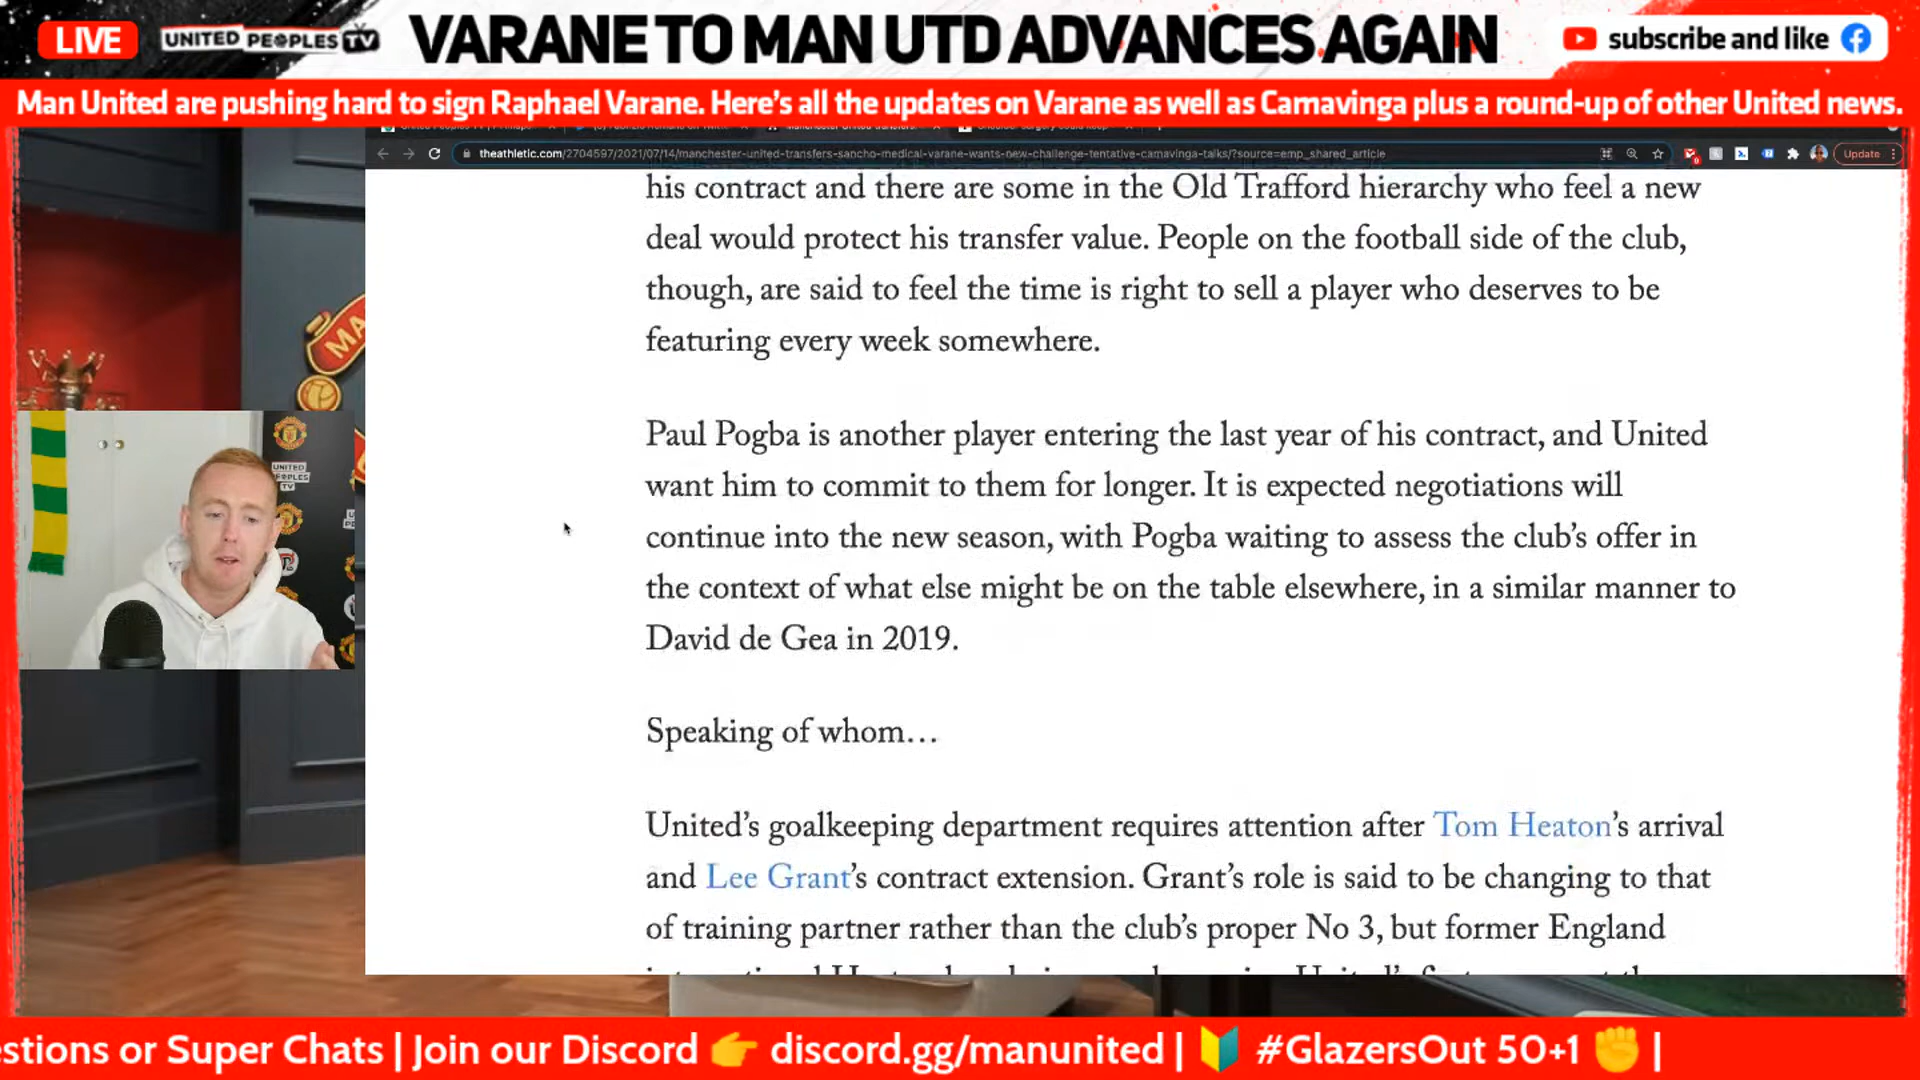 LIVE
UNITED PEOPLES TV
VARANE TO MAN UTD ADVANCES AGAIN
subscribe and like
Man United are pushing hard to sign Raphael Varane. Here's all the updates on Varane as well as Camavinga plus a round-up of other United news.
theathletic.com/2704597/2021/07/14/manchester-united-transfers-sancho-medical-varane-wants-new-challenge-tentative-camavinga-talks/?source=emp_shared_article
Update
his contract and there are some in the Old Trafford hierarchy who feel a new
deal would protect his transfer value. People on the football side of the club,
though, are said to feel the time is right to sell a player who deserves to be
featuring every week somewhere.
Paul Pogba is another player entering the last year of his contract, and United
want him to commit to them for longer. It is expected negotiations will
continue into the new season, with Pogba waiting to assess the club's offer in
the context of what else might be on the table elsewhere, in a similar manner to
David de Gea in 2019.
Speaking of whom…
United's goalkeeping department requires attention after Tom Heaton's arrival
and Lee Grant's contract extension. Grant's role is said to be changing to that
of training partner rather than the club's proper No 3, but former England
MA
UNITED
PEOPLES
TV
estions or Super Chats | Join our Discord 👉 discord.gg/manunited | 🔰 #GlazersOut 50+1 ✊ |